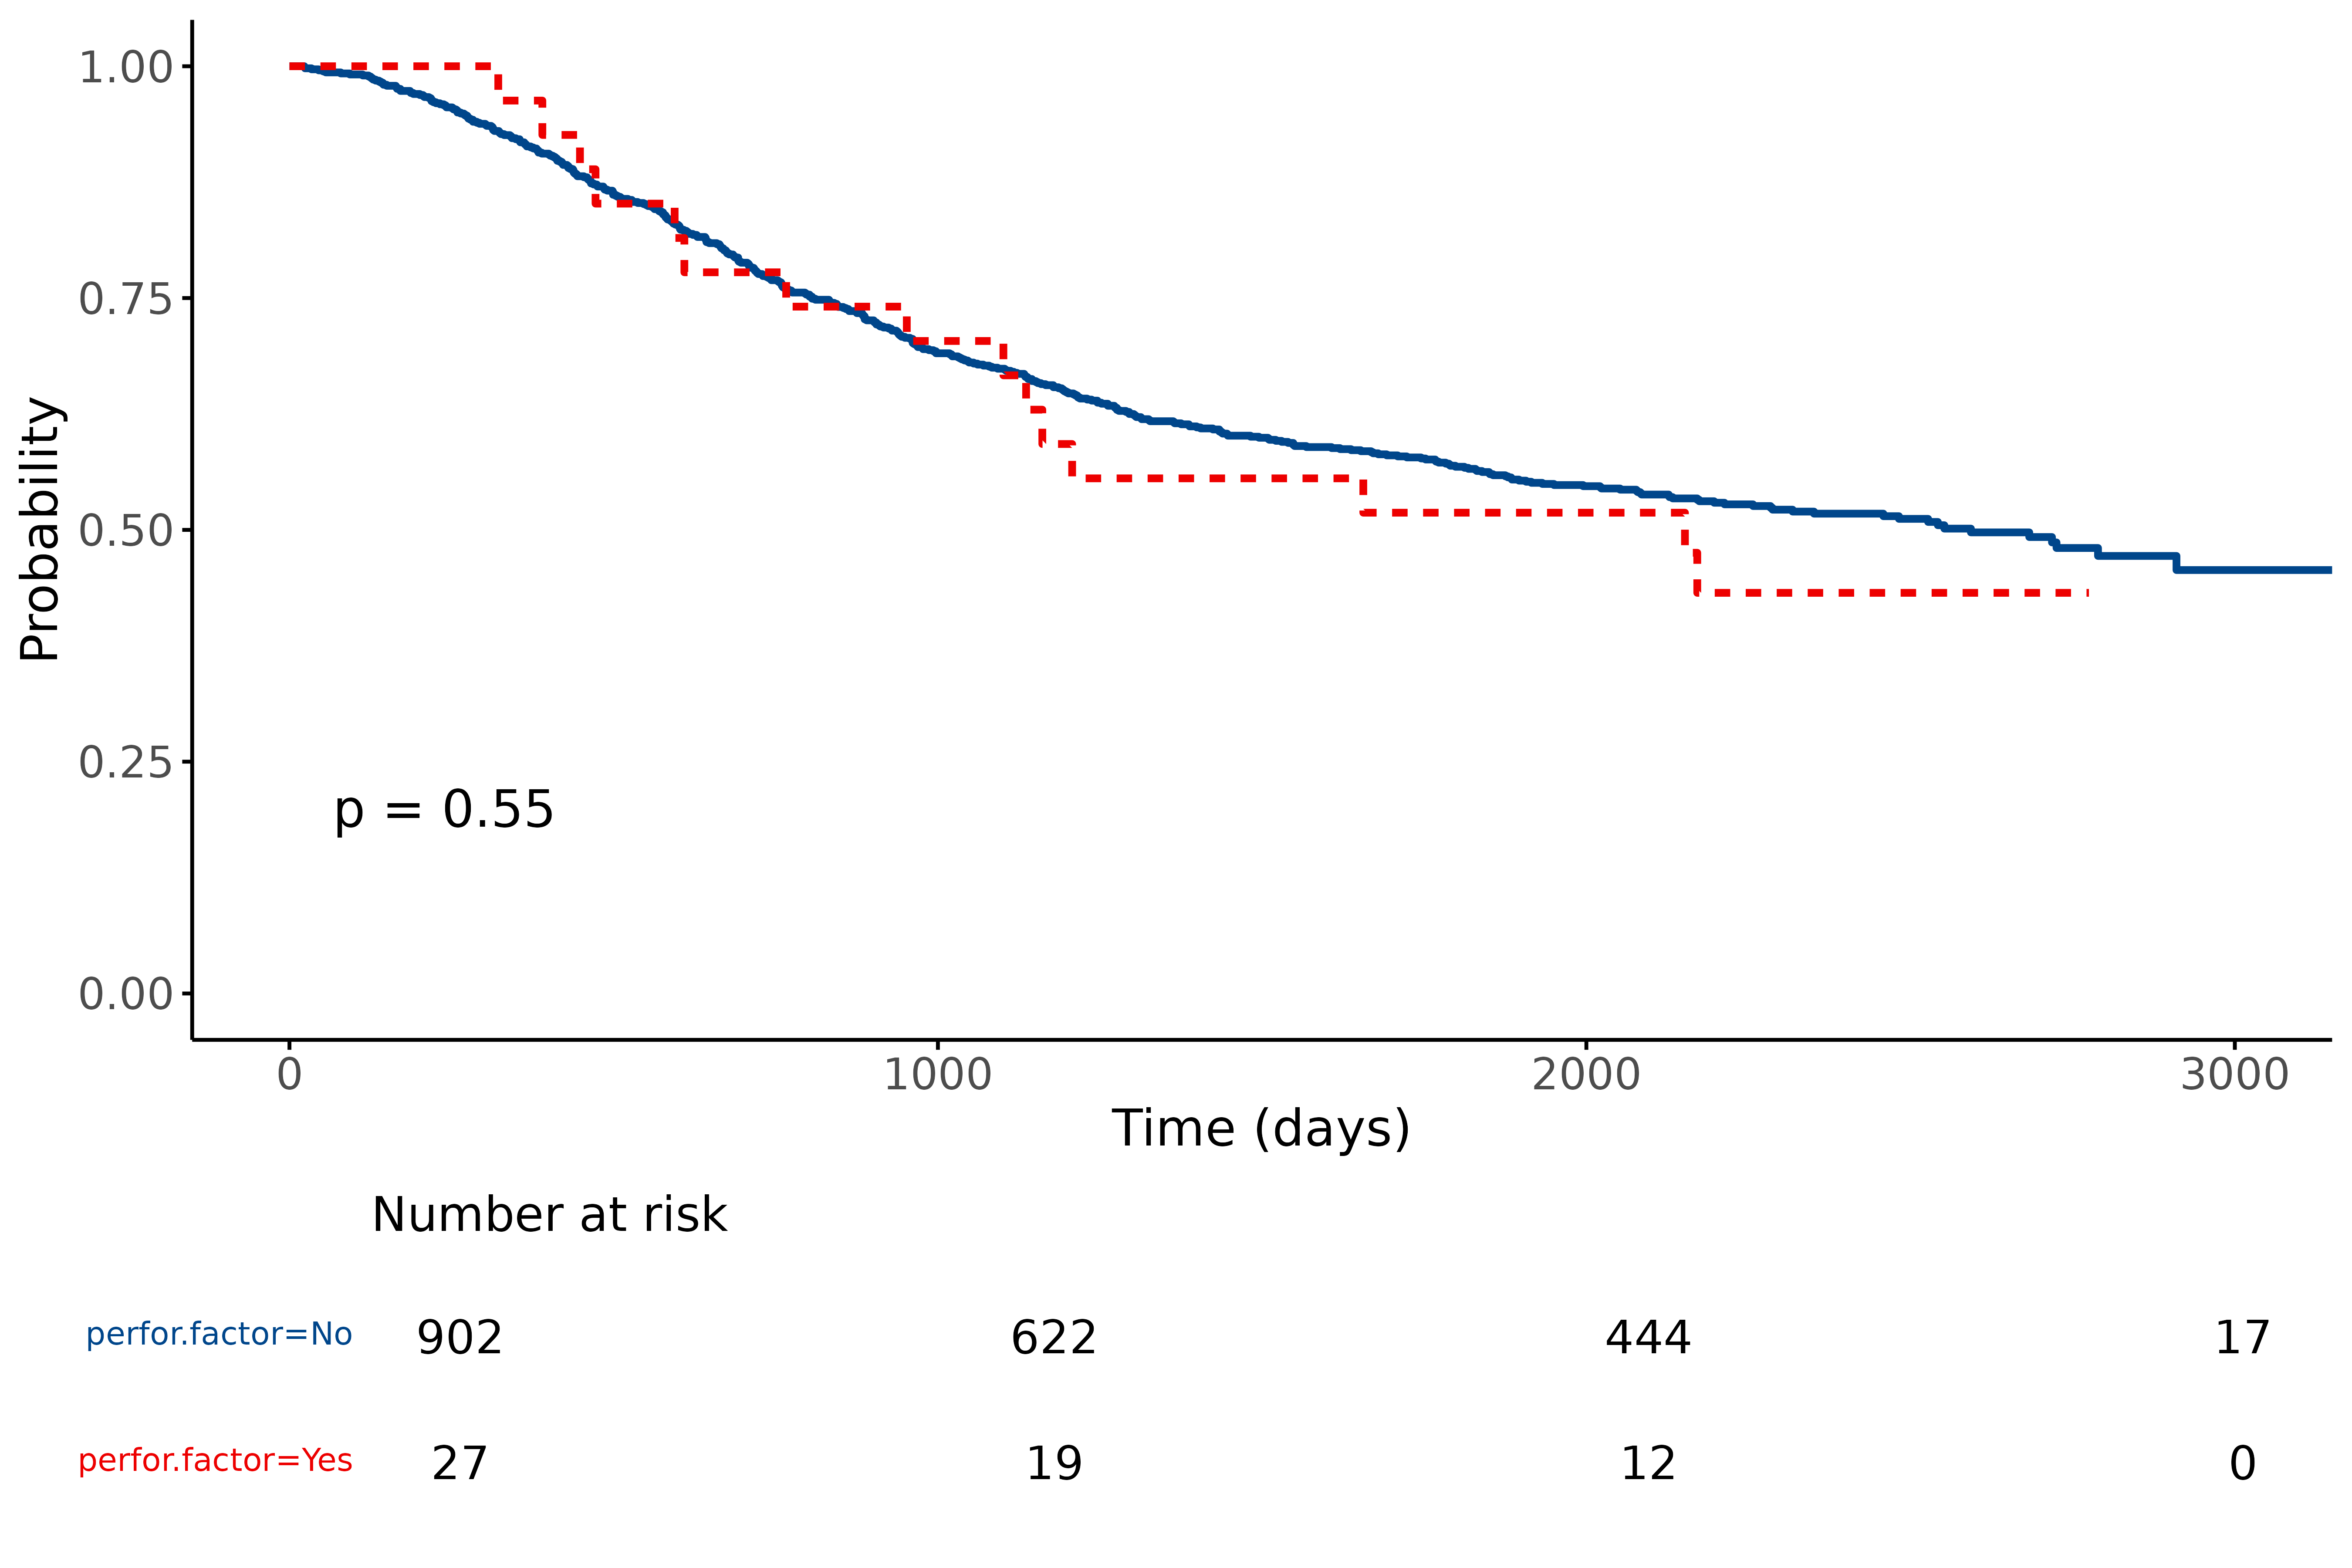 1.00
0.75
0.50
0.25
0.00
Probability
p = 0.55
0 1000 2000 3000
Time (days)
Number at risk
perfor.factor=No 902 622 444 17
perfor.factor=Yes 27 19 12 0